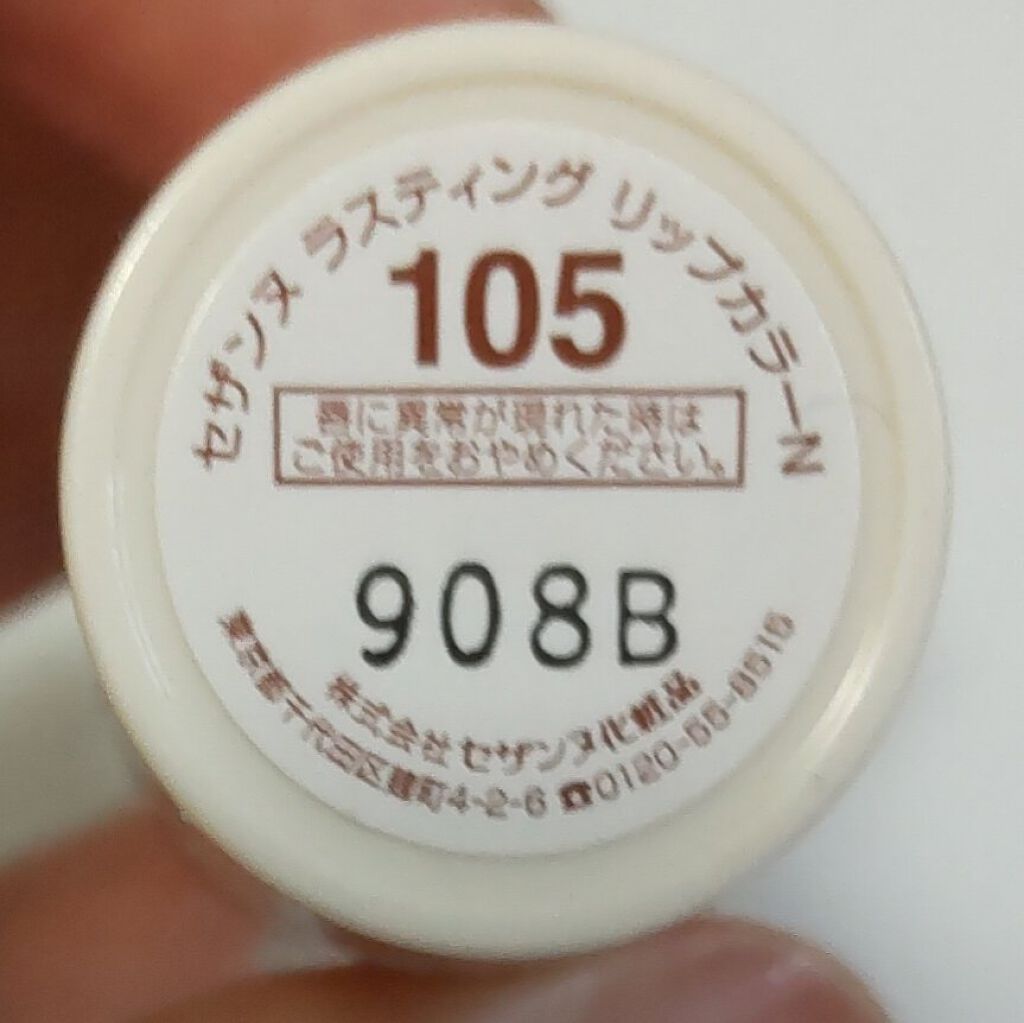 セザンヌ ラスティング リップカラーN
105
唇に異常が現れた時は
ご使用をおやめください。
908B
株式会社セザンヌ化粧品
東京都千代田区麹町4-2-6 ☎0120-55-8515